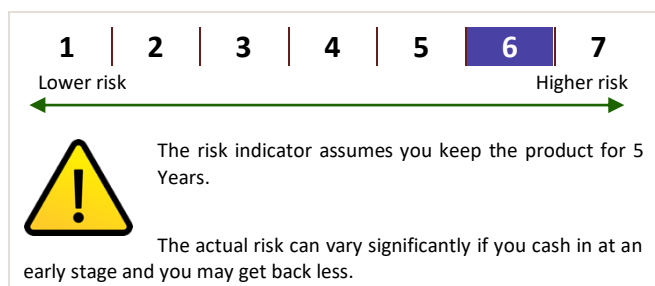 1 2 3 4 5 6 7
Lower risk Higher risk
The risk indicator assumes you keep the product for 5
Years.
The actual risk can vary significantly if you cash in at an
early stage and you may get back less.